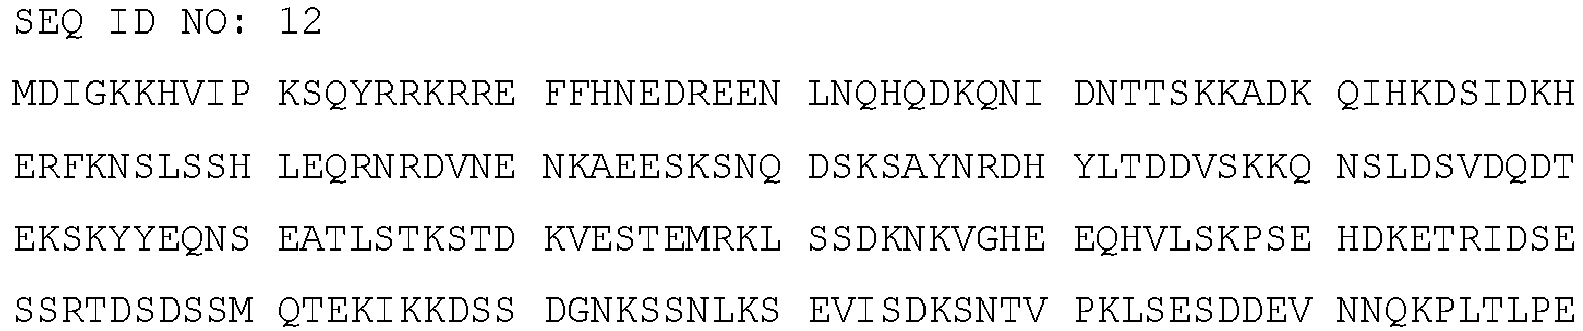 SEQ ID NO: 12
MDIGKKHVIP KSQYRRKRRE FFHNEDREEN LNQHQDKQNI DNTTSKKADK QIHKDSIDKH
ERFKNSLSSH LEQRNRDVNE NKAEESKSNQ DSKSAYNRDH YLTDDVSKKQ NSLDSVDQDT
EKSKYYEQNS EATLSTKSTD KVESTEMRKL SSDKNKVGHE EQHVLSKPSE HDKETRIDSE
SSRTDSDSSM QTEKIKKDSS DGNKSSNLKS EVISDKSNTV PKLSESDDEV NNQKPLTLPE